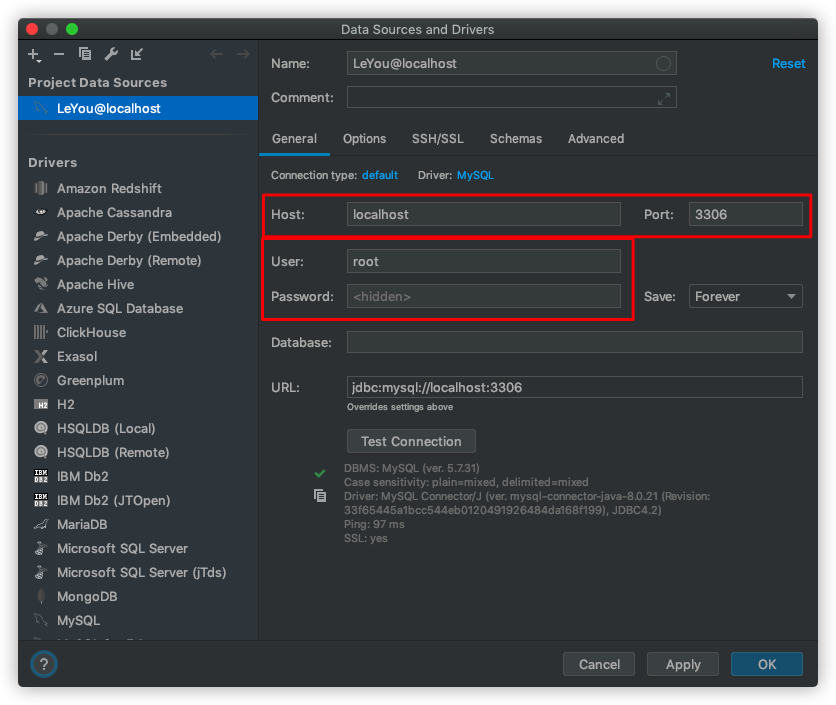 Data Sources and Drivers
Project Data Sources
LeYou@localhost
Drivers
Amazon Redshift
Apache Cassandra
Apache Derby (Embedded)
Apache Derby (Remote)
Apache Hive
Azure SQL Database
ClickHouse
Exasol
Greenplum
H2 H2
HSQLDB (Local)
HSQLDB (Remote)
IBM DB2 IBM Db2
IBM DB2 IBM Db2 (JTOpen)
MariaDB
Microsoft SQL Server
Microsoft SQL Server (jTds)
MongoDB
MySQL
Name: LeYou@localhost Reset
Comment:
General Options SSH/SSL Schemas Advanced
Connection type: default Driver: MySQL
Host: localhost Port: 3306
User: root
Password: <hidden> Save: Forever
Database:
URL: jdbc:mysql://localhost:3306
Overrides settings above
Test Connection
DBMS: MySQL (ver. 5.7.31)
Case sensitivity: plain=mixed, delimited=mixed
Driver: MySQL Connector/J (ver. mysql-connector-java-8.0.21 (Revision:
33f65445a1bcc544eb0120491926484da168f199), JDBC4.2)
Ping: 97 ms
SSL: yes
? Cancel Apply OK